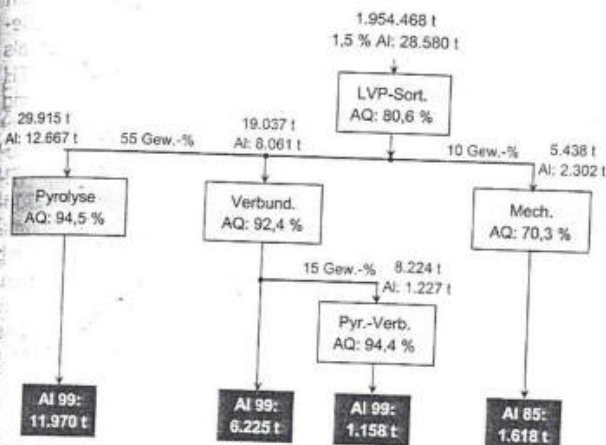 1.954.468 t
1,5 % Al: 28.580 t
LVP-Sort.
AQ: 80,6 %
29.915 t
Al: 12.667 t
55 Gew.-%
19.037 t
Al: 8.061 t
10 Gew.-%
5.438 t
Al: 2.302 t
Pyrolyse
AQ: 94,5 %
Verbund.
AQ: 92,4 %
Mech.
AQ: 70,3 %
15 Gew.-%
8.224 t
Al: 1.227 t
Pyr.-Verb.
AQ: 94,4 %
Al 99:
11.970 t
Al 99:
6.225 t
Al 99:
1.158 t
Al 85:
1.618 t